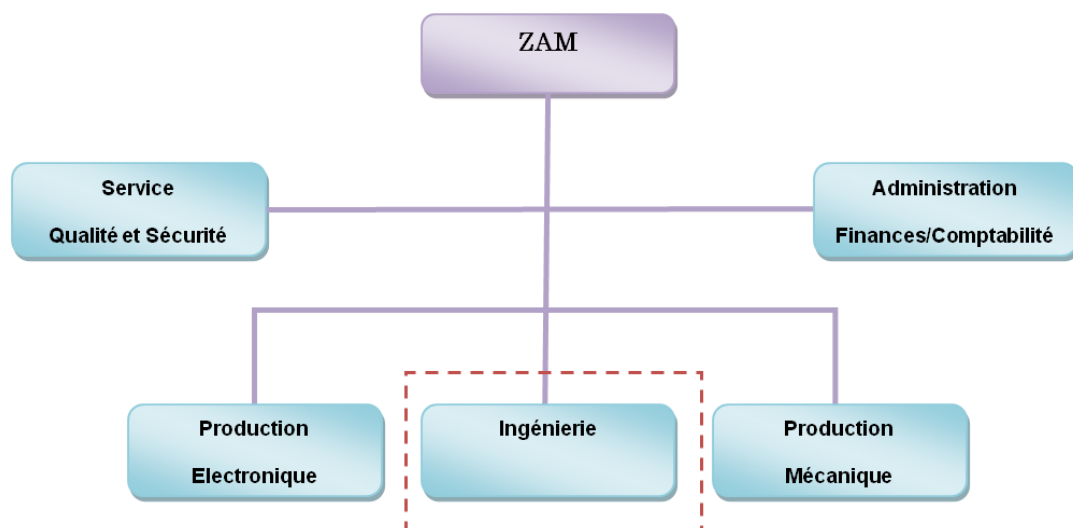 ZAM
Service
Qualité et Sécurité
Administration
Finances/Comptabilité
Production
Electronique
Ingénierie
Production
Mécanique